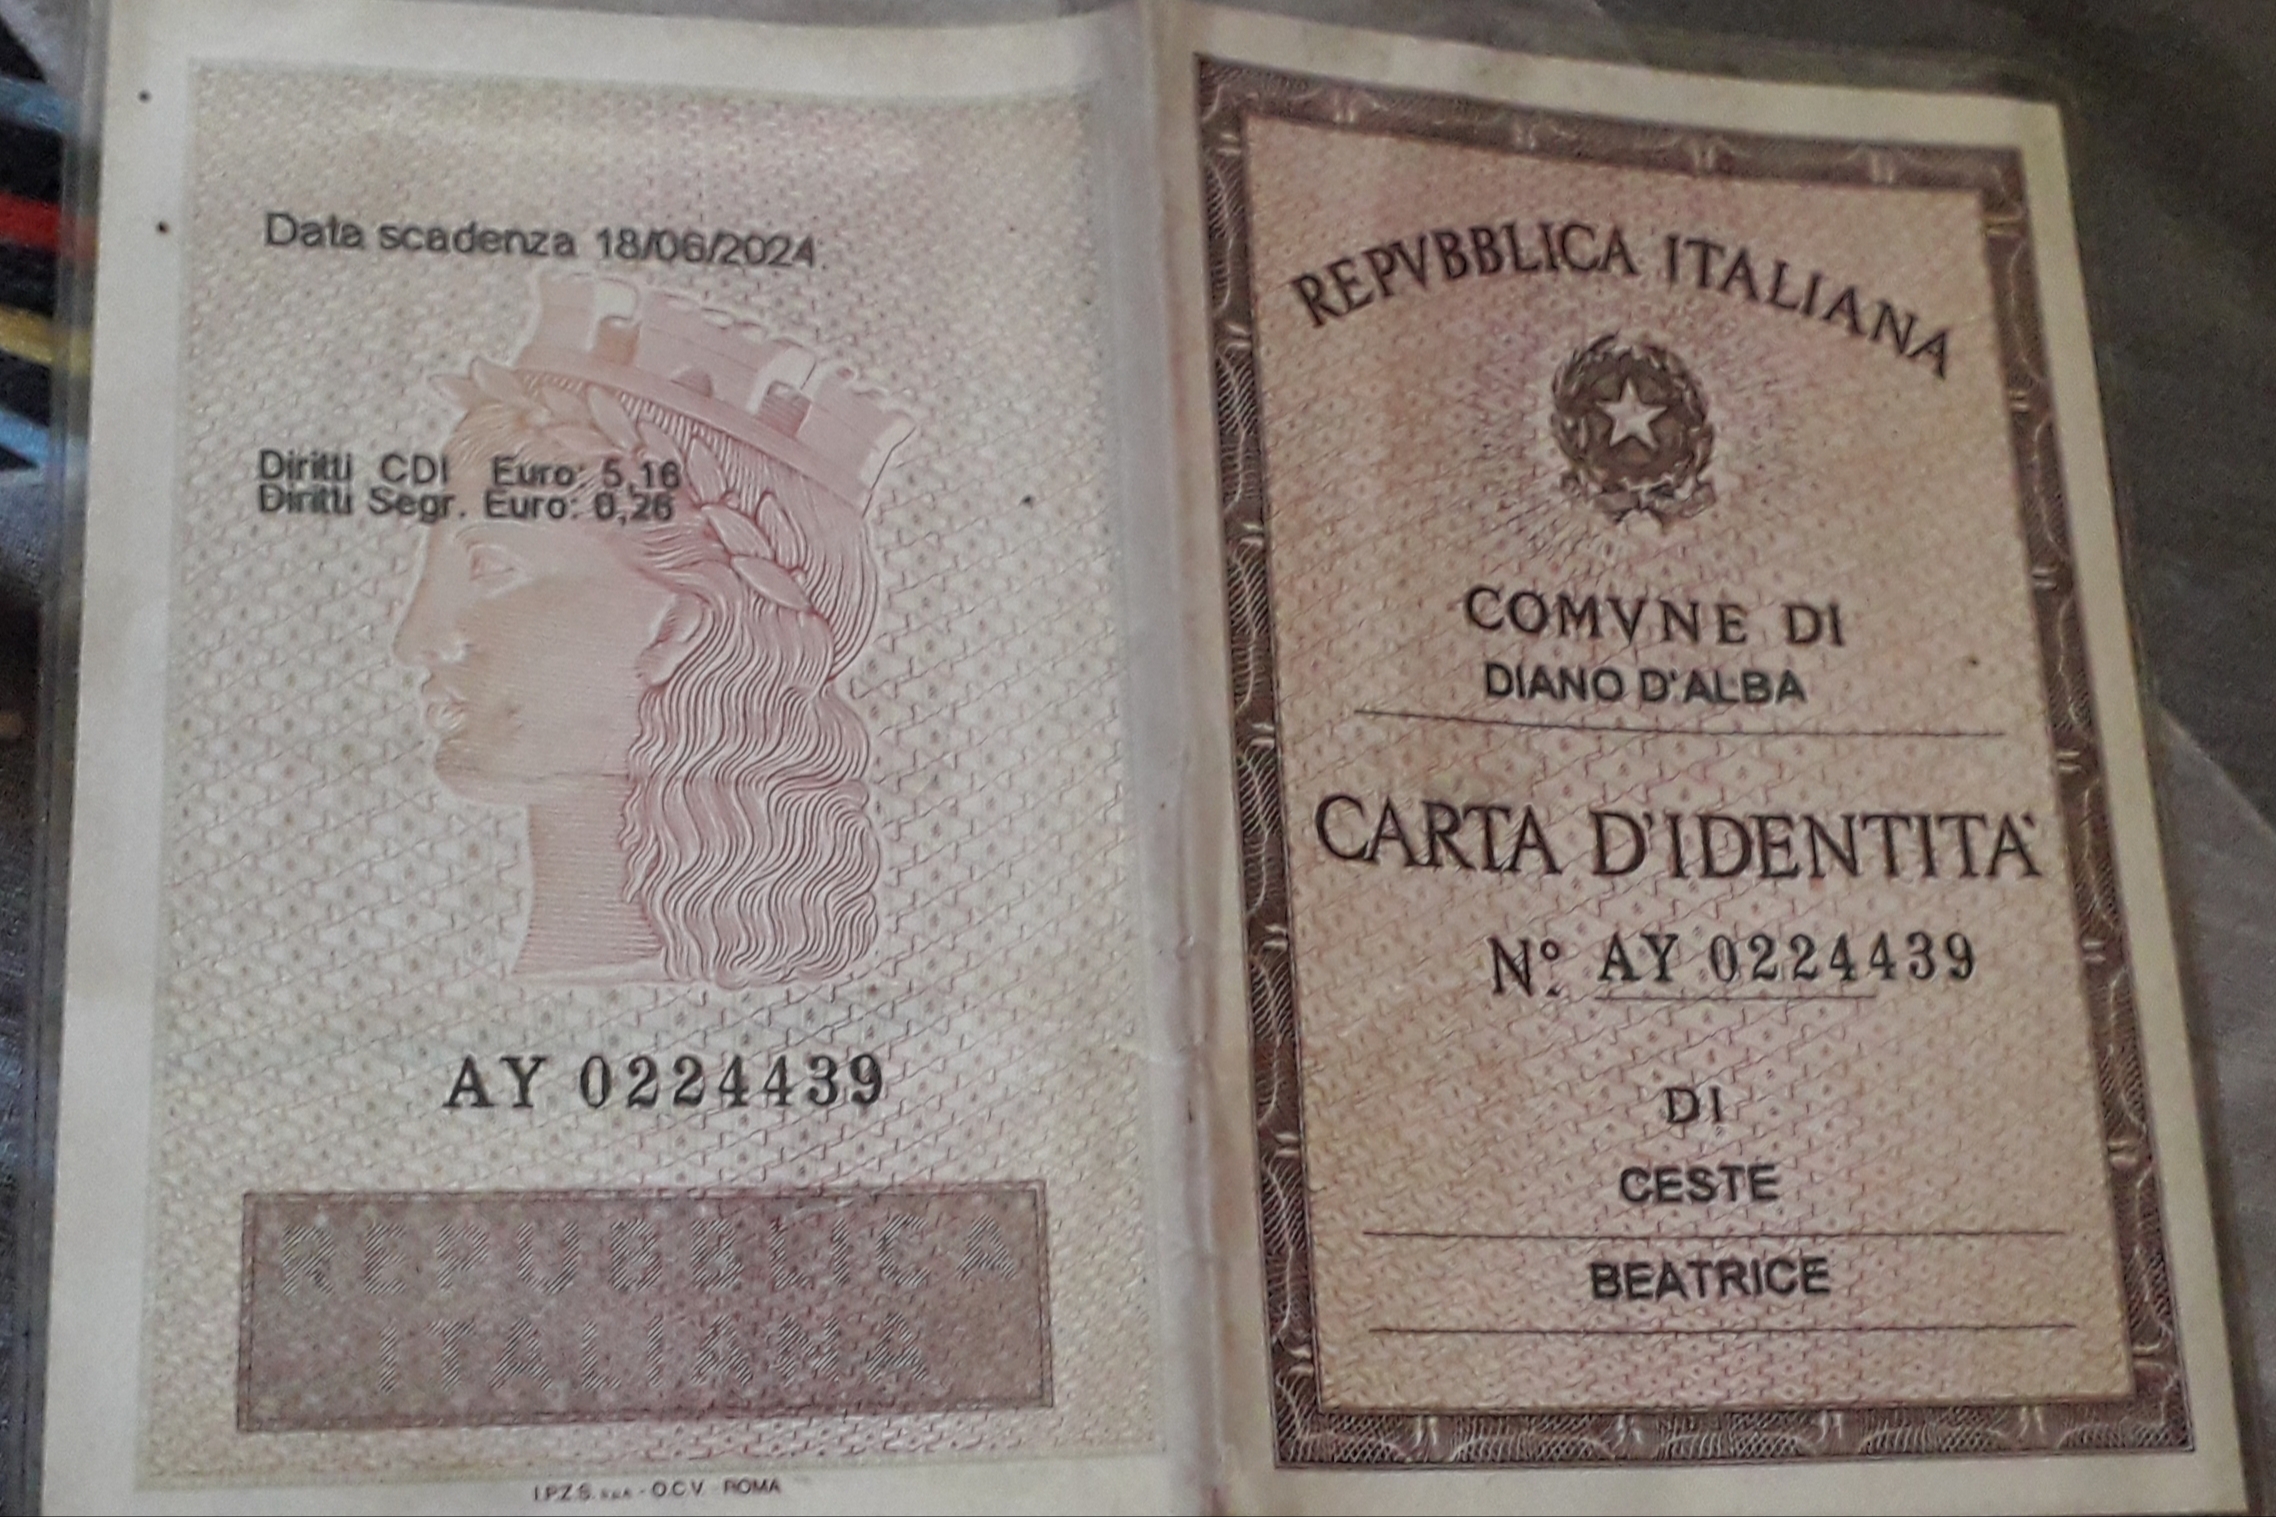 Data scadenza 18/06/2024
Diritti CDI Euro: 5,16
Diritti Segr. Euro: 0,26
AY 0224439
REPUBBLICA
ITALIANA
I.P.Z.S. S.p.A. - O.C.V. ROMA
REPVBBLICA ITALIANA
COMVNE DI
DIANO D'ALBA
CARTA D'IDENTITA'
N° AY 0224439
DI
CESTE
BEATRICE